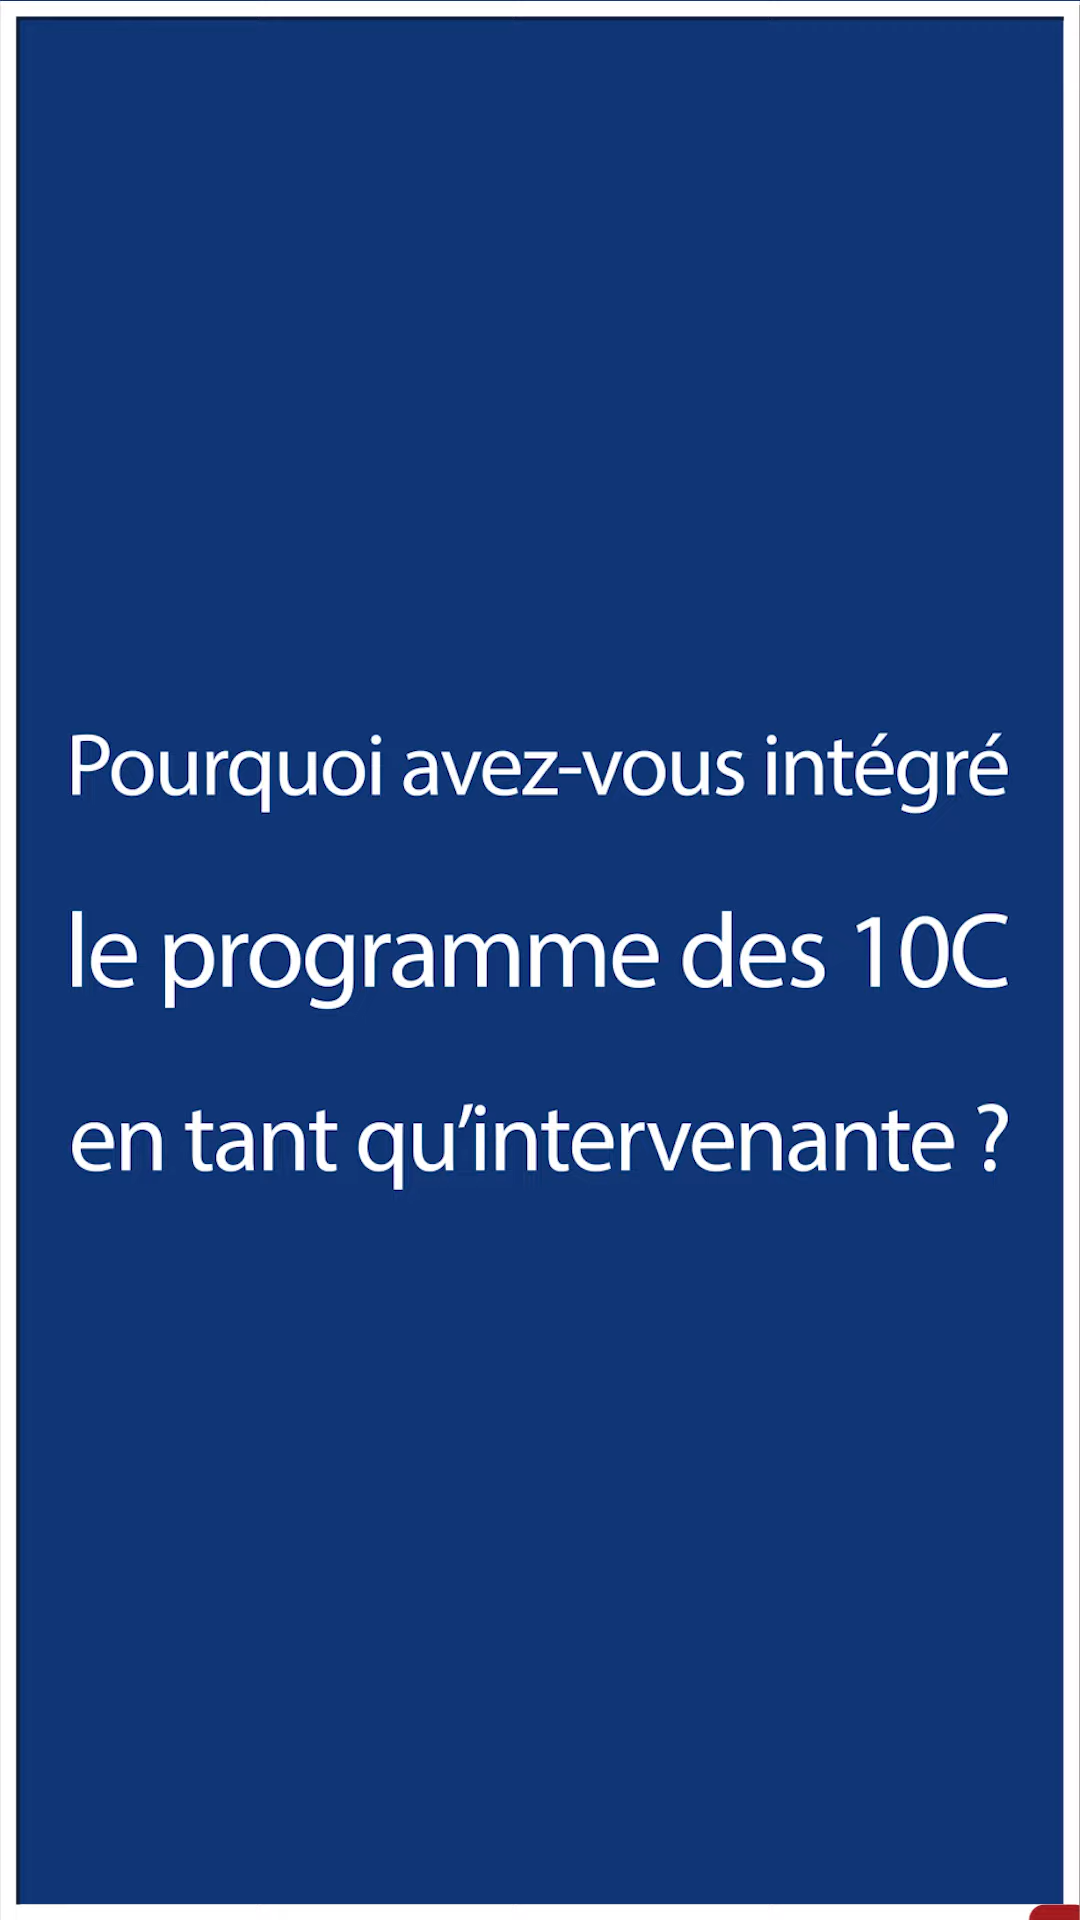 Pourquoi avez-vous intégré
le programme des 10C
en tant qu’intervenante ?